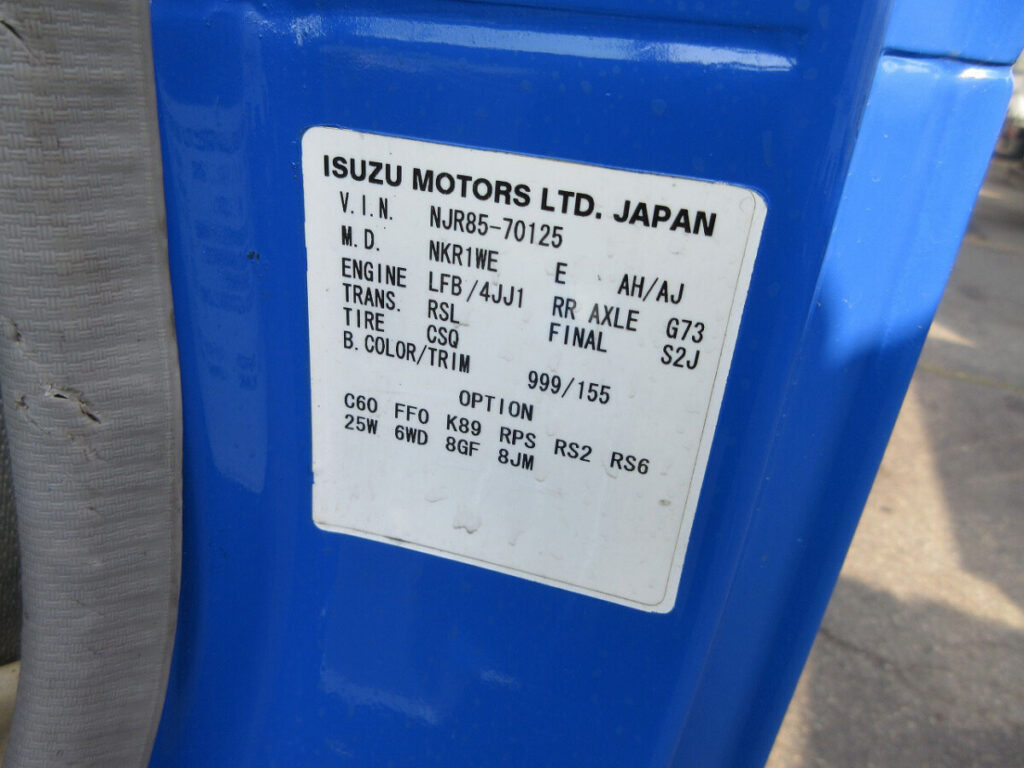 ISUZU MOTORS LTD. JAPAN
V.I.N. NJR85-70125
M.D. NKR1WE E AH/AJ
ENGINE LFB/4JJ1 RR AXLE G73
TRANS. RSL FINAL S2J
TIRE CSQ
B.COLOR/TRIM 999/155
OPTION
C60 FF0 K89 RPS RS2 RS6
25W 6WD 8GF 8JM